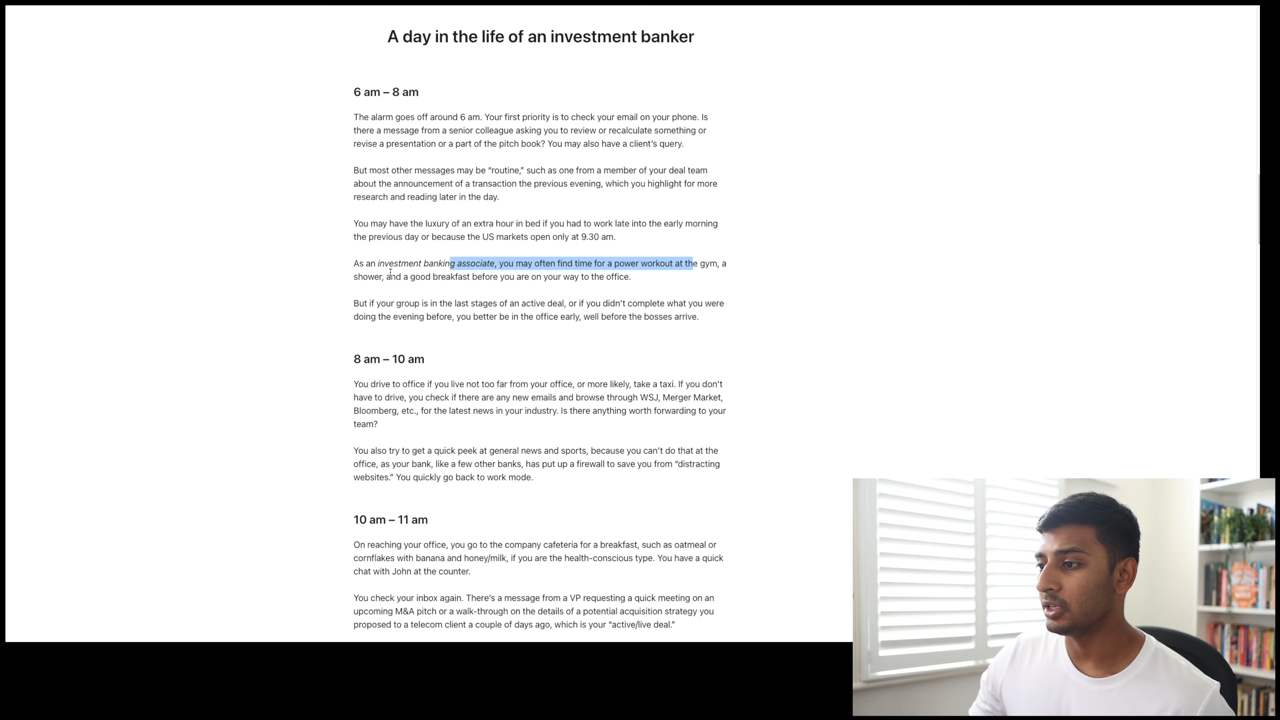 A day in the life of an investment banker
6 am – 8 am
The alarm goes off around 6 am. Your first priority is to check your email on your phone. Is
there a message from a senior colleague asking you to review or recalculate something or
revise a presentation or a part of the pitch book? You may also have a client's query.
But most other messages may be “routine,” such as one from a member of your deal team
about the announcement of a transaction the previous evening, which you highlight for more
research and reading later in the day.
You may have the luxury of an extra hour in bed if you had to work late into the early morning
the previous day or because the US markets open only at 9.30 am.
As an investment banking associate, you may often find time for a power workout at the gym, a
shower, and a good breakfast before you are on your way to the office.
But if your group is in the last stages of an active deal, or if you didn't complete what you were
doing the evening before, you better be in the office early, well before the bosses arrive.
8 am – 10 am
You drive to office if you live not too far from your office, or more likely, take a taxi. If you don't
have to drive, you check if there are any new emails and browse through WSJ, Merger Market,
Bloomberg, etc., for the latest news in your industry. Is there anything worth forwarding to your
team?
You also try to get a quick peek at general news and sports, because you can't do that at the
office, as your bank, like a few other banks, has put up a firewall to save you from “distracting
websites.” You quickly go back to work mode.
10 am – 11 am
On reaching your office, you go to the company cafeteria for a breakfast, such as oatmeal or
cornflakes with banana and honey/milk, if you are the health-conscious type. You have a quick
chat with John at the counter.
You check your inbox again. There's a message from a VP requesting a quick meeting on an
upcoming M&A pitch or a walk-through on the details of a potential acquisition strategy you
proposed to a telecom client a couple of days ago, which is your “active/live deal.”